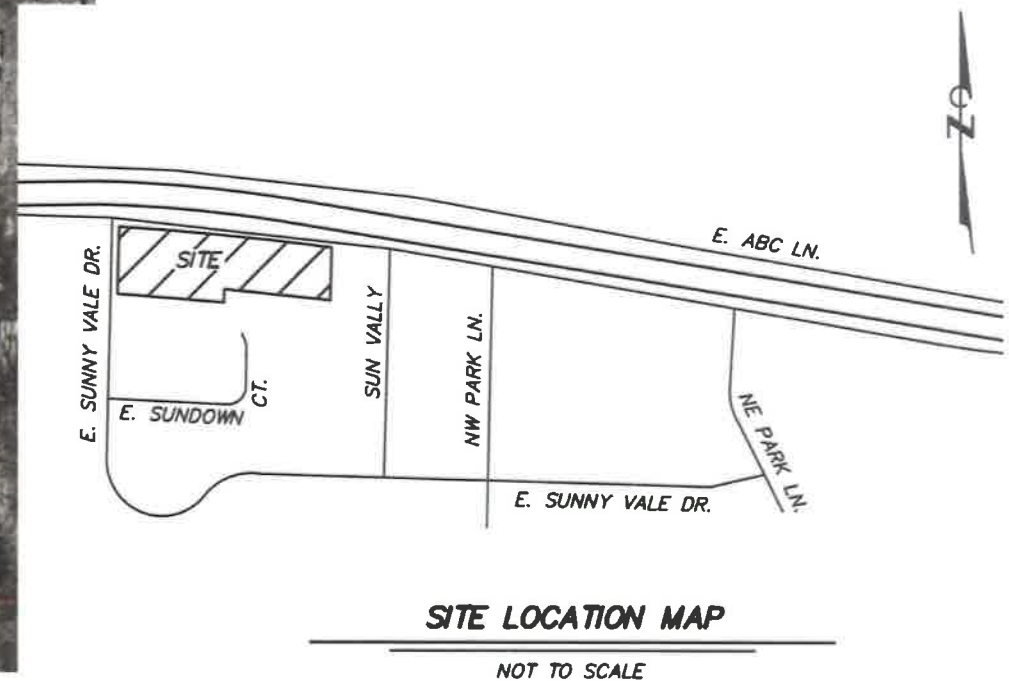 N
E. ABC LN.
SITE
E. SUNNY VALE DR.
SUN VALLY
NW PARK LN.
NE PARK LN.
E. SUNDOWN
CT.
E. SUNNY VALE DR.
SITE LOCATION MAP
NOT TO SCALE